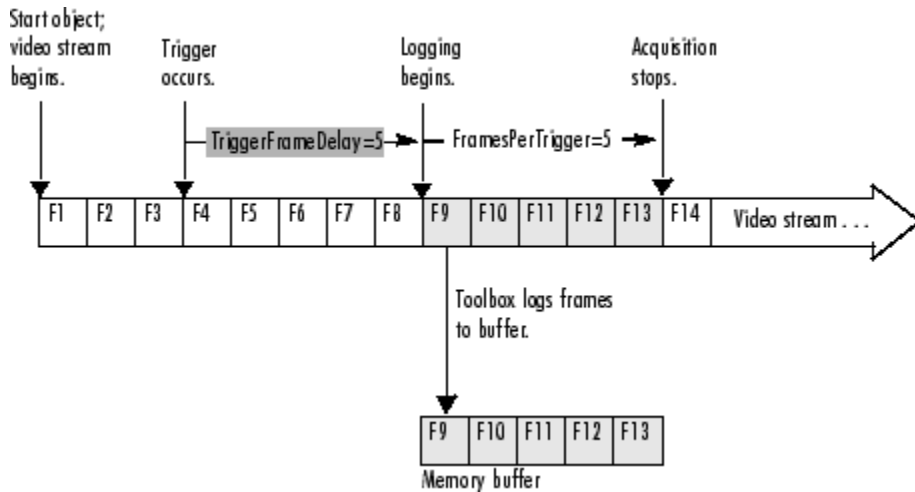 Start object;
video stream
begins.
Trigger
occurs.
Logging
begins.
Acquisition
stops.
TriggerFrameDelay=5
FramesPerTrigger=5
F1 F2 F3 F4 F5 F6 F7 F8 F9 F10 F11 F12 F13 F14 Video stream . . .
Toolbox logs frames
to buffer.
F9 F10 F11 F12 F13
Memory buffer